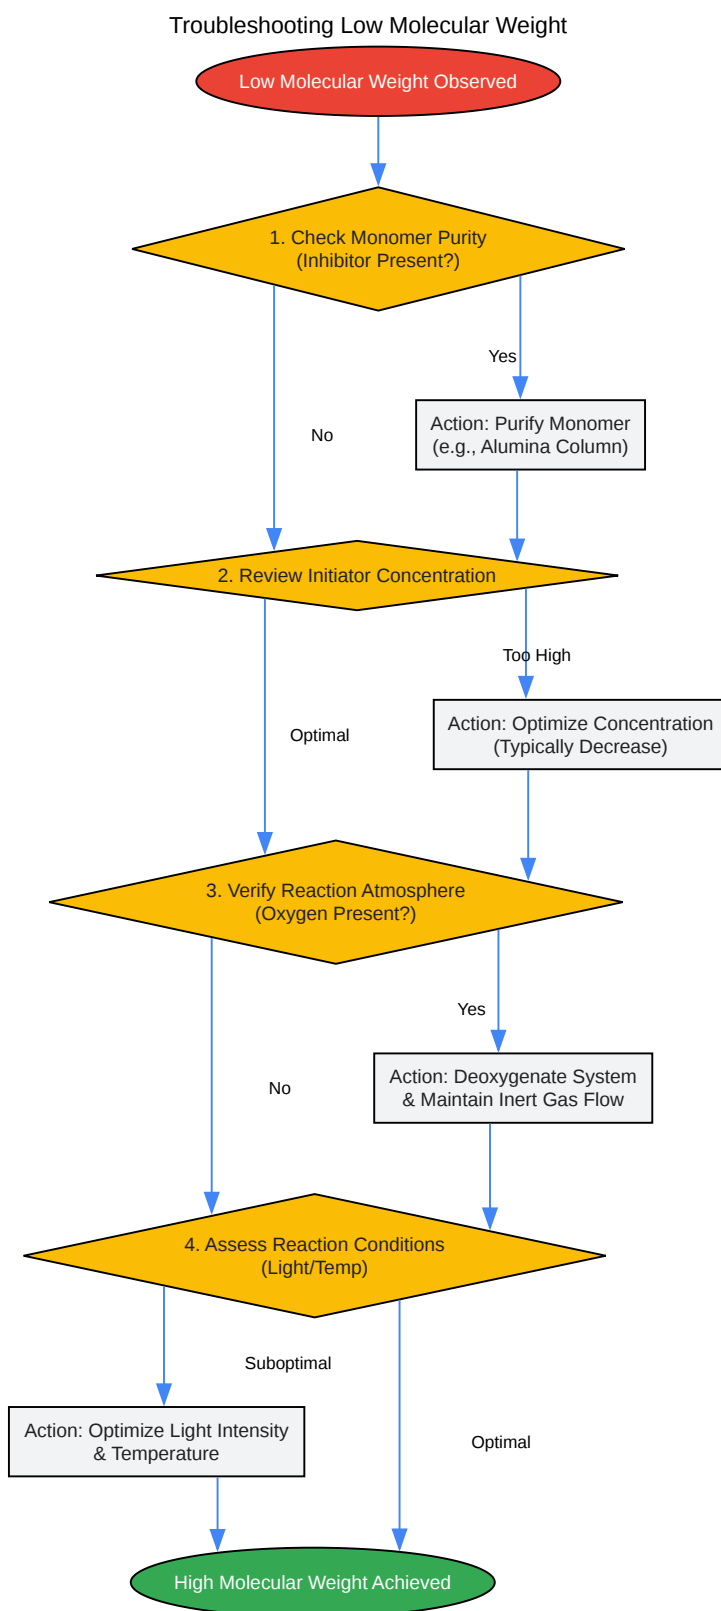 Troubleshooting Low Molecular Weight
Low Molecular Weight Observed
1. Check Monomer Purity
(Inhibitor Present?)
Yes
Action: Purify Monomer
(e.g., Alumina Column)
No
2. Review Initiator Concentration
Too High
Action: Optimize Concentration
(Typically Decrease)
Optimal
3. Verify Reaction Atmosphere
(Oxygen Present?)
Yes
Action: Deoxygenate System
& Maintain Inert Gas Flow
No
4. Assess Reaction Conditions
(Light/Temp)
Suboptimal
Action: Optimize Light Intensity
& Temperature
Optimal
High Molecular Weight Achieved